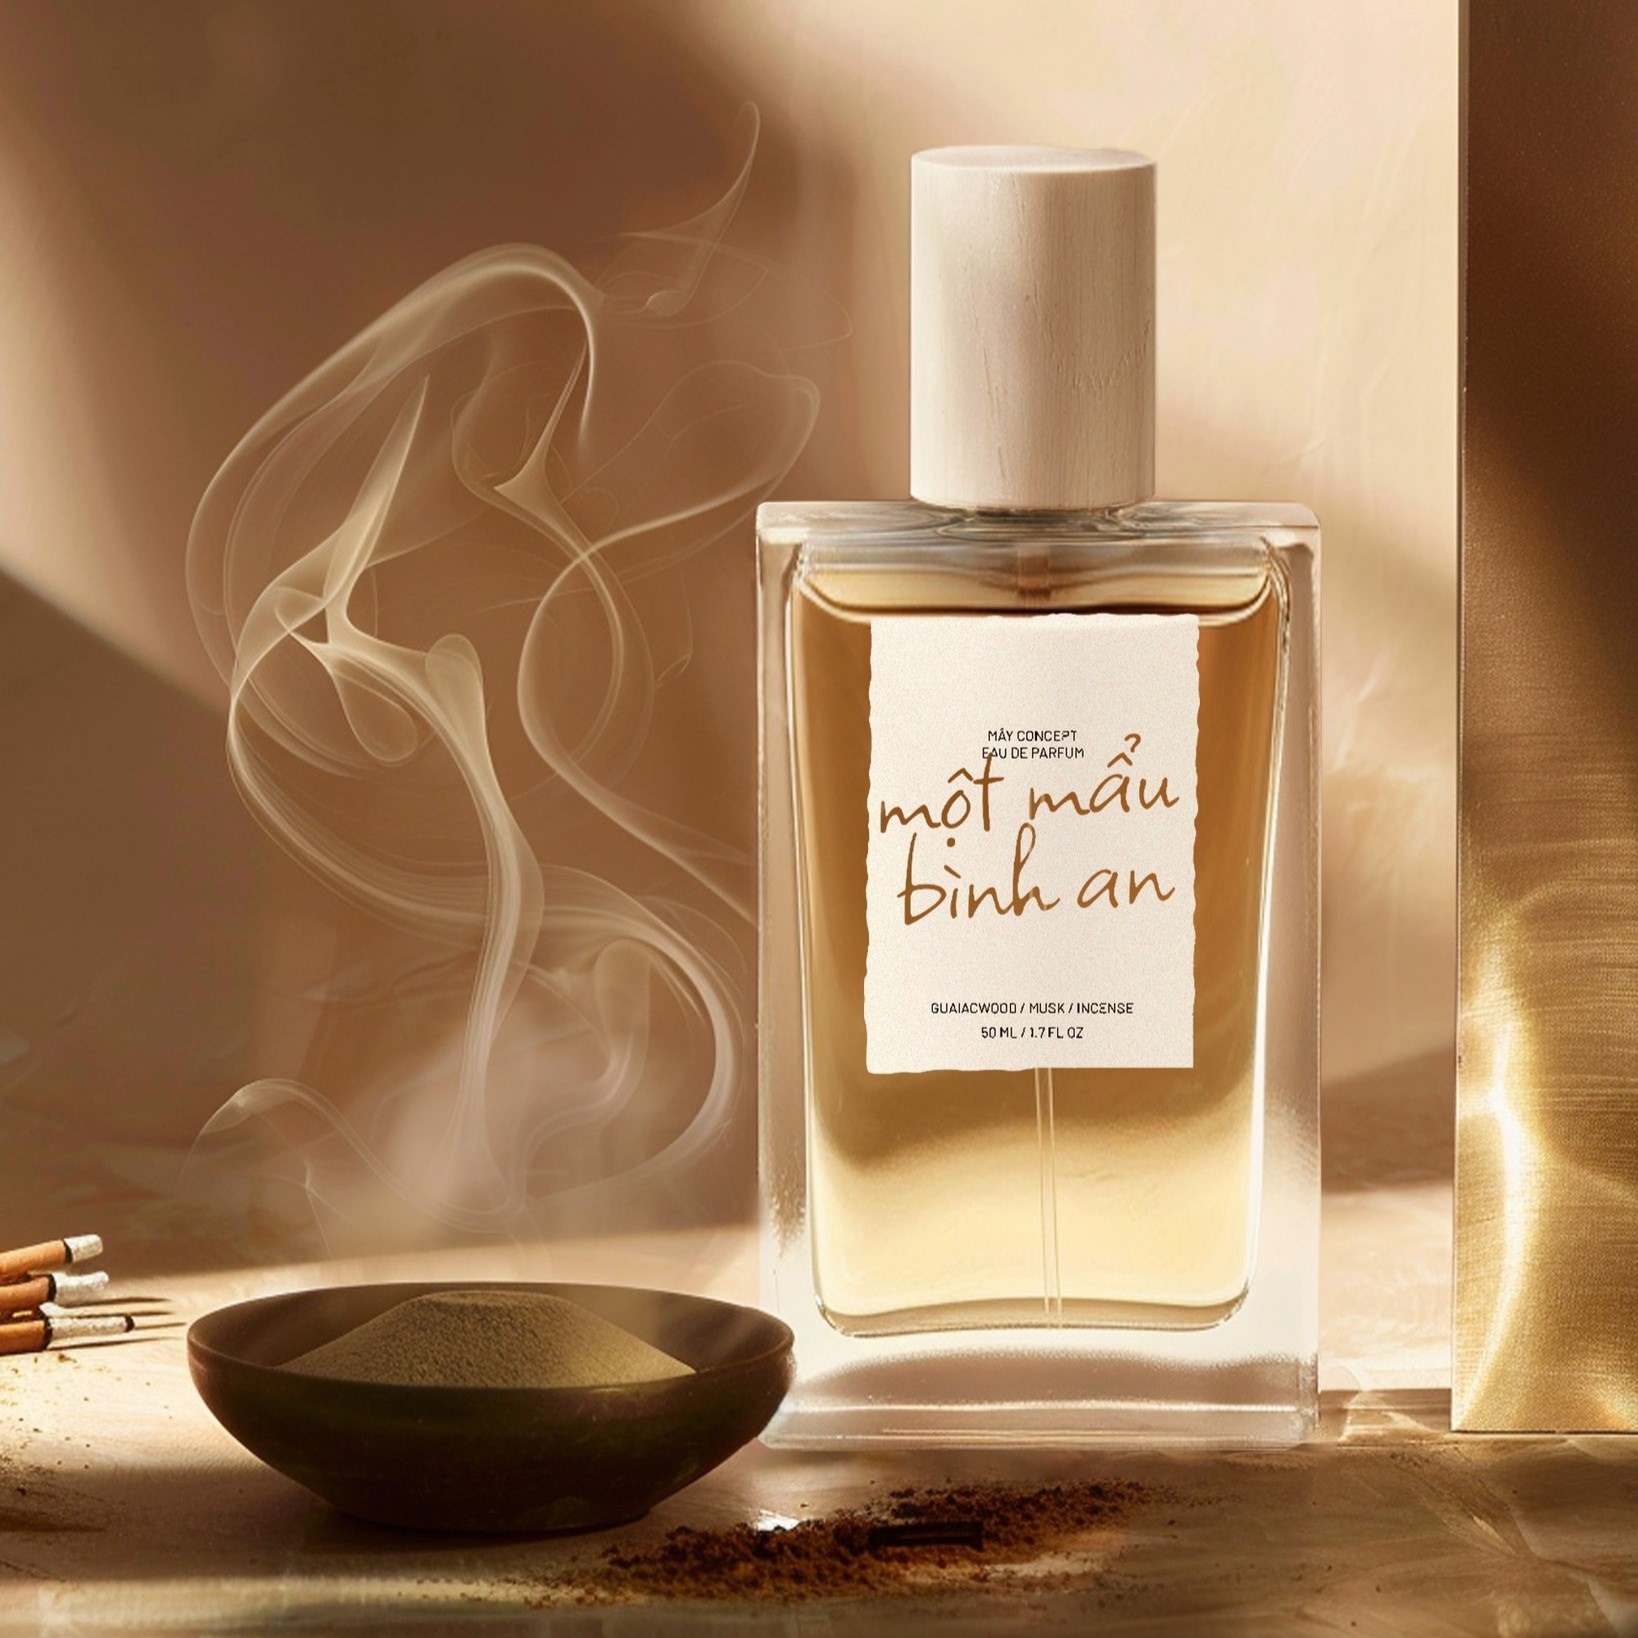 MÂY CONCEPT
EAU DE PARFUM
một mẩu
bình an
GUAIACWOOD / MUSK / INCENSE
50 ML / 1.7 FL OZ